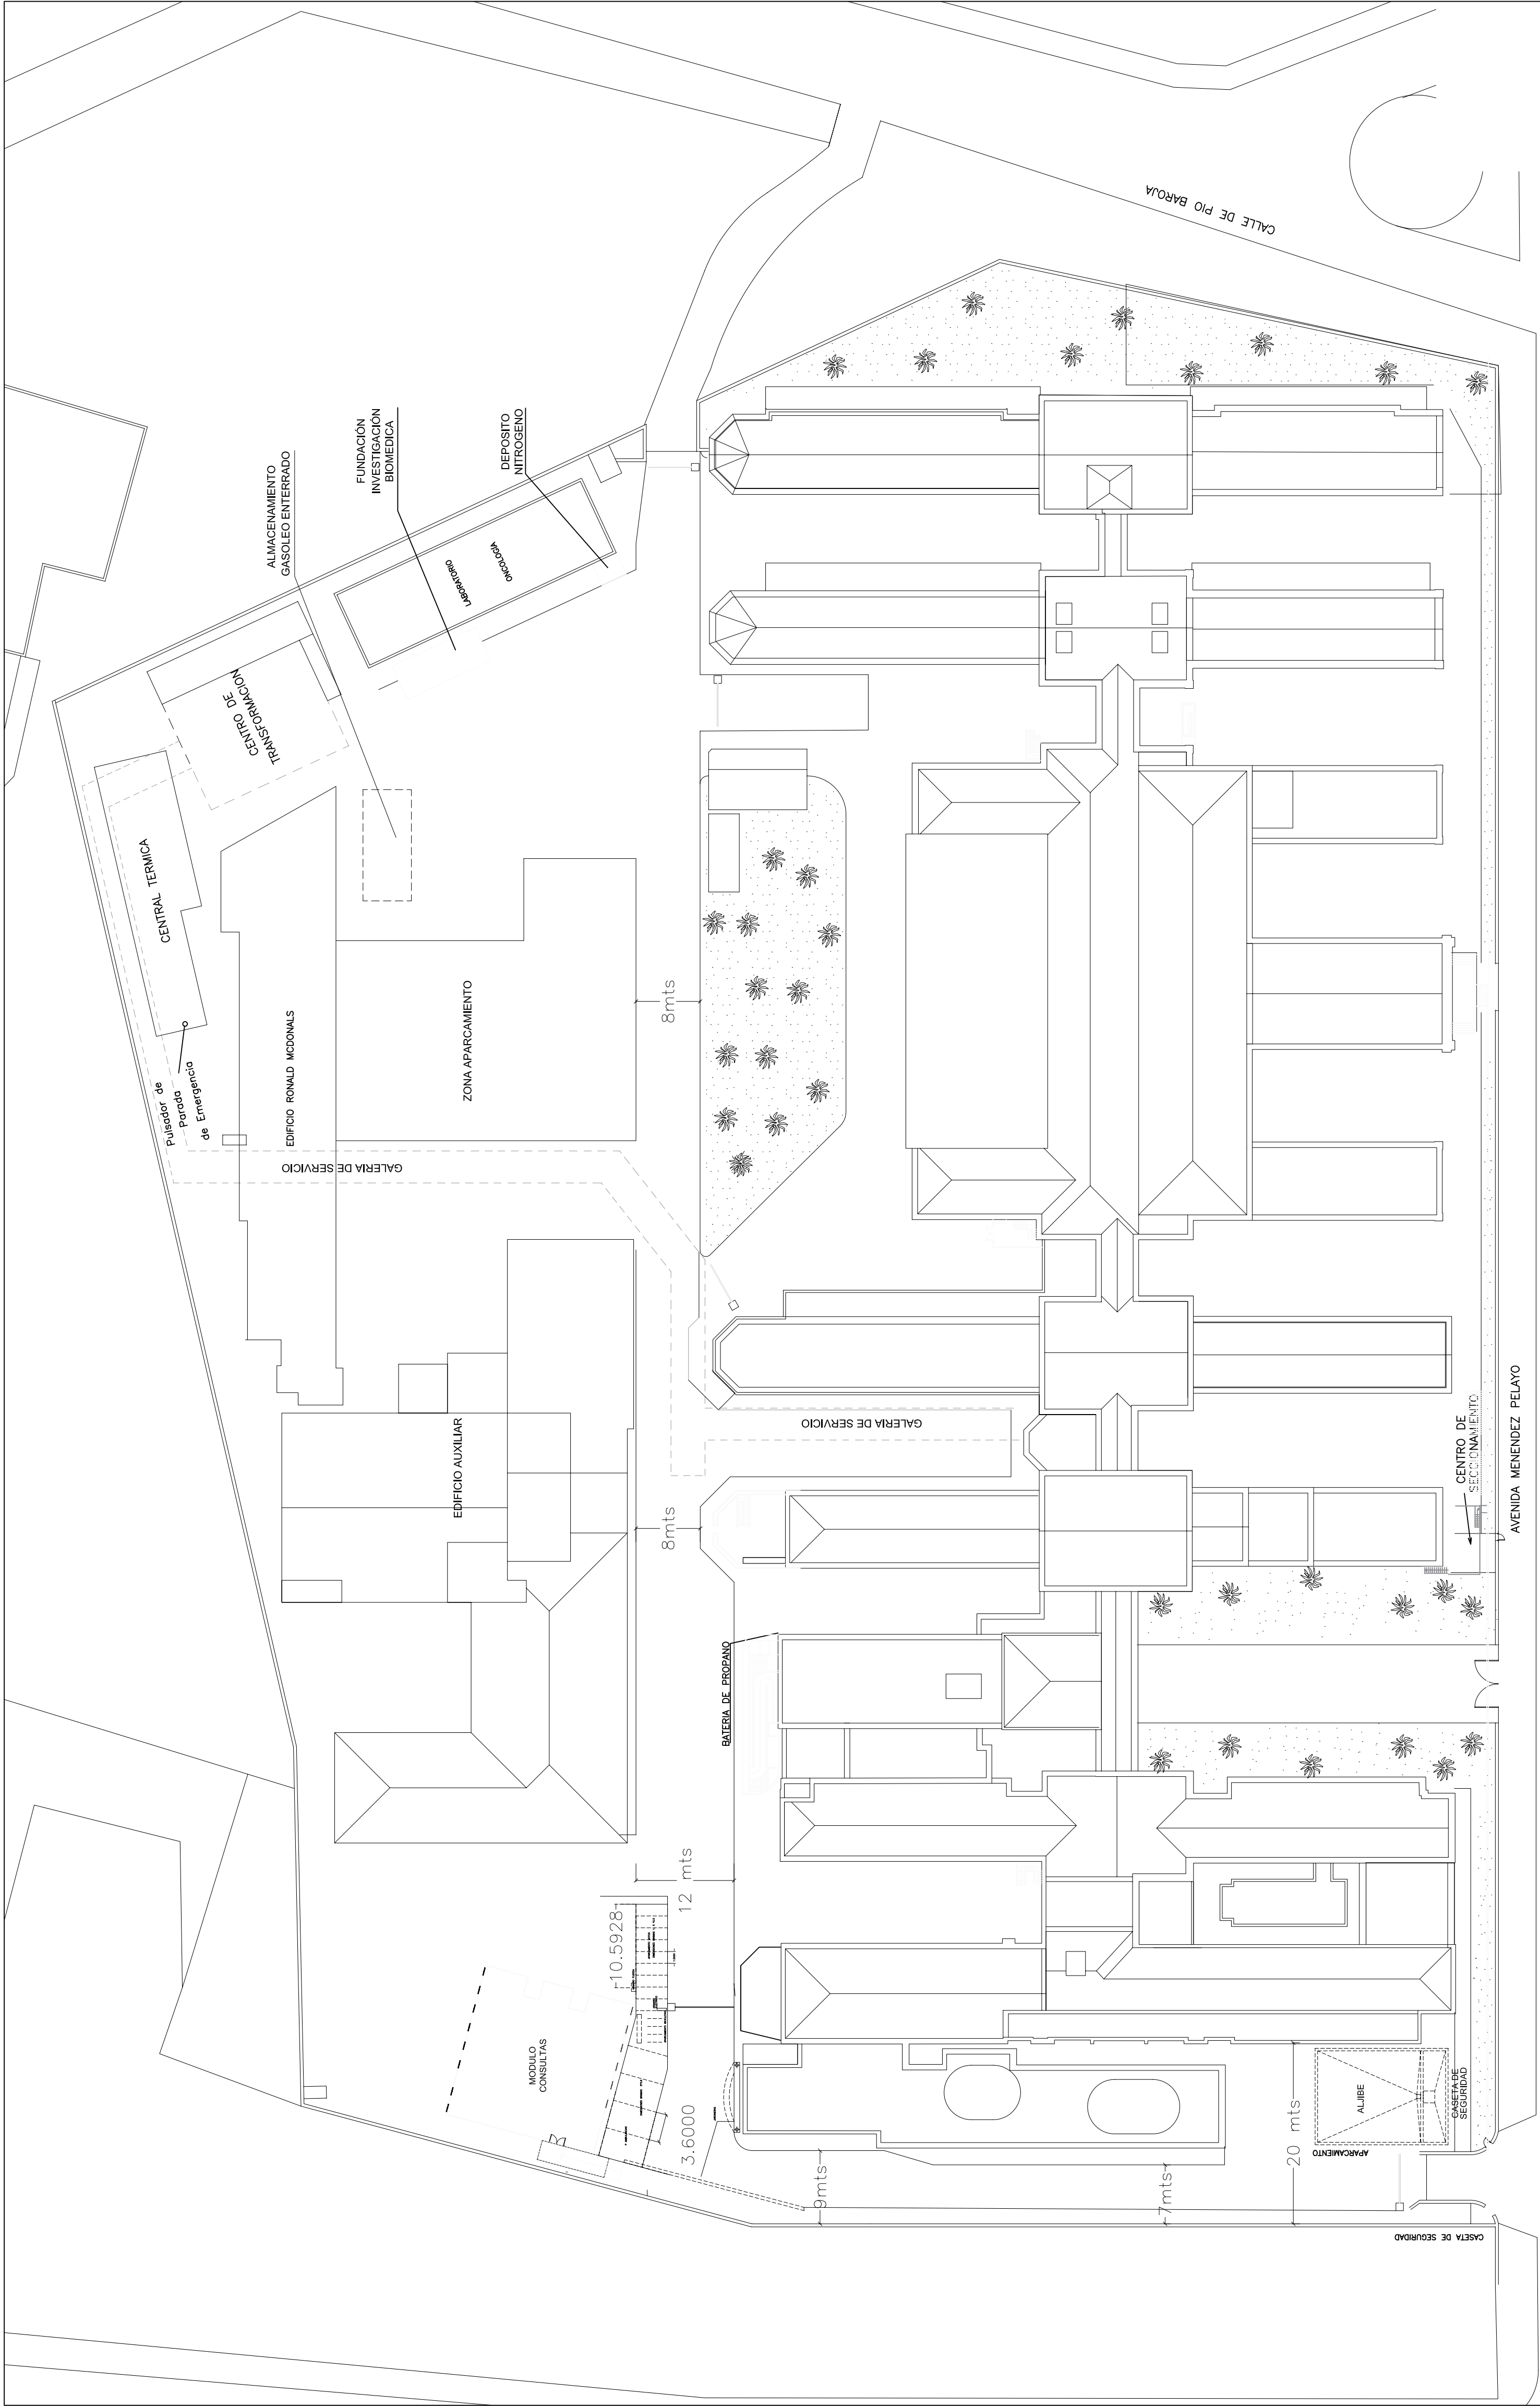 CALLE DE PIO BAROJA
ALMACENAMIENTO
GASOLEO ENTERRADO
FUNDACIÓN
INVESTIGACIÓN
BIOMEDICA
DEPOSITO
NITROGENO
LABORATORIO
ONCOLOGÍA
CENTRO DE
TRANSFORMACION
CENTRAL TERMICA
Pulsador de
Parada
de Emergencia
EDIFICIO RONALD MCDONALS
ZONA APARCAMIENTO
8mts
GALERIA DE SERVICIO
EDIFICIO AUXILIAR
GALERIA DE SERVICIO
8mts
CENTRO DE
SECCIONAMIENTO
AVENIDA MENENDEZ PELAYO
BATERIA DE PROPANO
12 mts
10.5928
MODULO
CONSULTAS
3.6000
9mts
7mts
20 mts
ALJIBE
CASETA DE
SEGURIDAD
APARCAMIENTO
CASETA DE SEGURIDAD